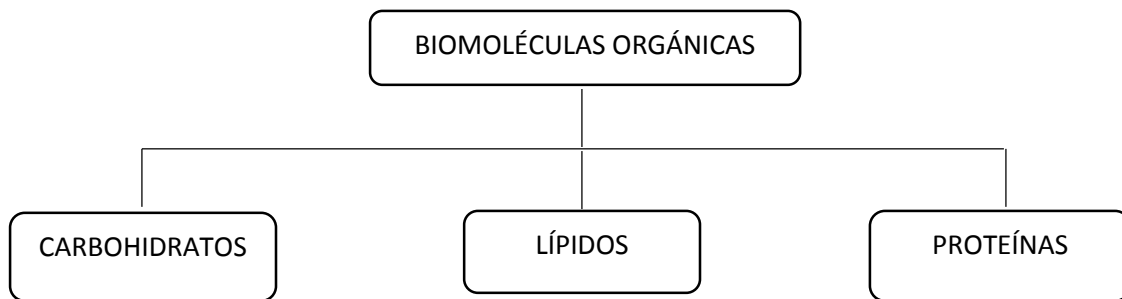 BIOMOLÉCULAS ORGÁNICAS
CARBOHIDRATOS
LÍPIDOS
PROTEÍNAS